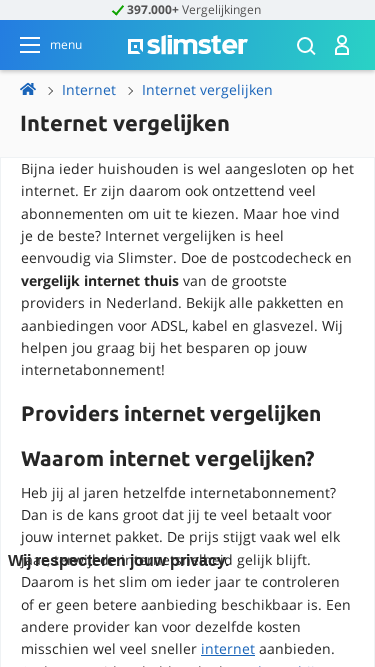 397.000+ Vergelijkingen
menu
slimster
Internet
Internet vergelijken
Internet vergelijken
Bijna ieder huishouden is wel aangesloten op het
internet. Er zijn daarom ook ontzettend veel
abonnementen om uit te kiezen. Maar hoe vind
je de beste? Internet vergelijken is heel
eenvoudig via Slimster. Doe de postcodecheck en
vergelijk internet thuis van de grootste
providers in Nederland. Bekijk alle pakketten en
aanbiedingen voor ADSL, kabel en glasvezel. Wij
helpen jou graag bij het besparen op jouw
internetabonnement!
Providers internet vergelijken
Waarom internet vergelijken?
Heb jij al jaren hetzelfde internetabonnement?
Dan is de kans groot dat jij te veel betaalt voor
jouw internet pakket. De prijs stijgt vaak wel elk
jaar, terwijl de internetsnelheid gelijk blijft.
Wij respecteren jouw privacy.
Daarom is het slim om ieder jaar te controleren
of er geen betere aanbieding beschikbaar is. Een
andere provider kan voor dezelfde kosten
misschien wel veel sneller internet aanbieden.